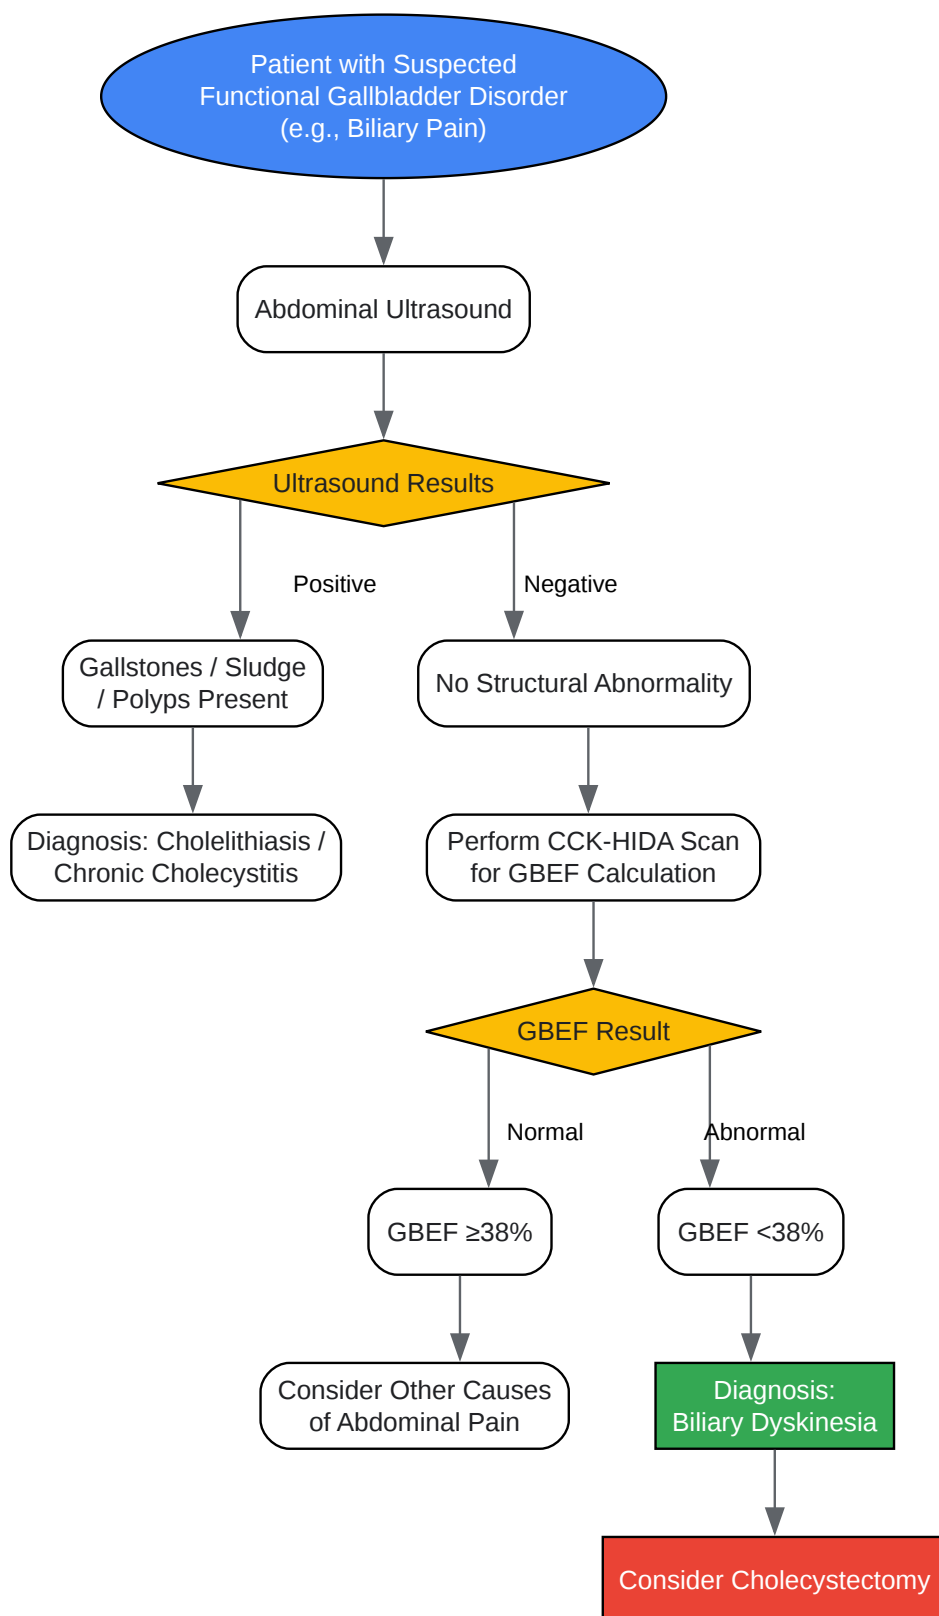 Patient with Suspected
Functional Gallbladder Disorder
(e.g., Biliary Pain)
Abdominal Ultrasound
Ultrasound Results
Positive
Negative
Gallstones / Sludge
/ Polyps Present
No Structural Abnormality
Diagnosis: Cholelithiasis /
Chronic Cholecystitis
Perform CCK-HIDA Scan
for GBEF Calculation
GBEF Result
Normal
Abnormal
GBEF ≥38%
GBEF <38%
Consider Other Causes
of Abdominal Pain
Diagnosis:
Biliary Dyskinesia
Consider Cholecystectomy